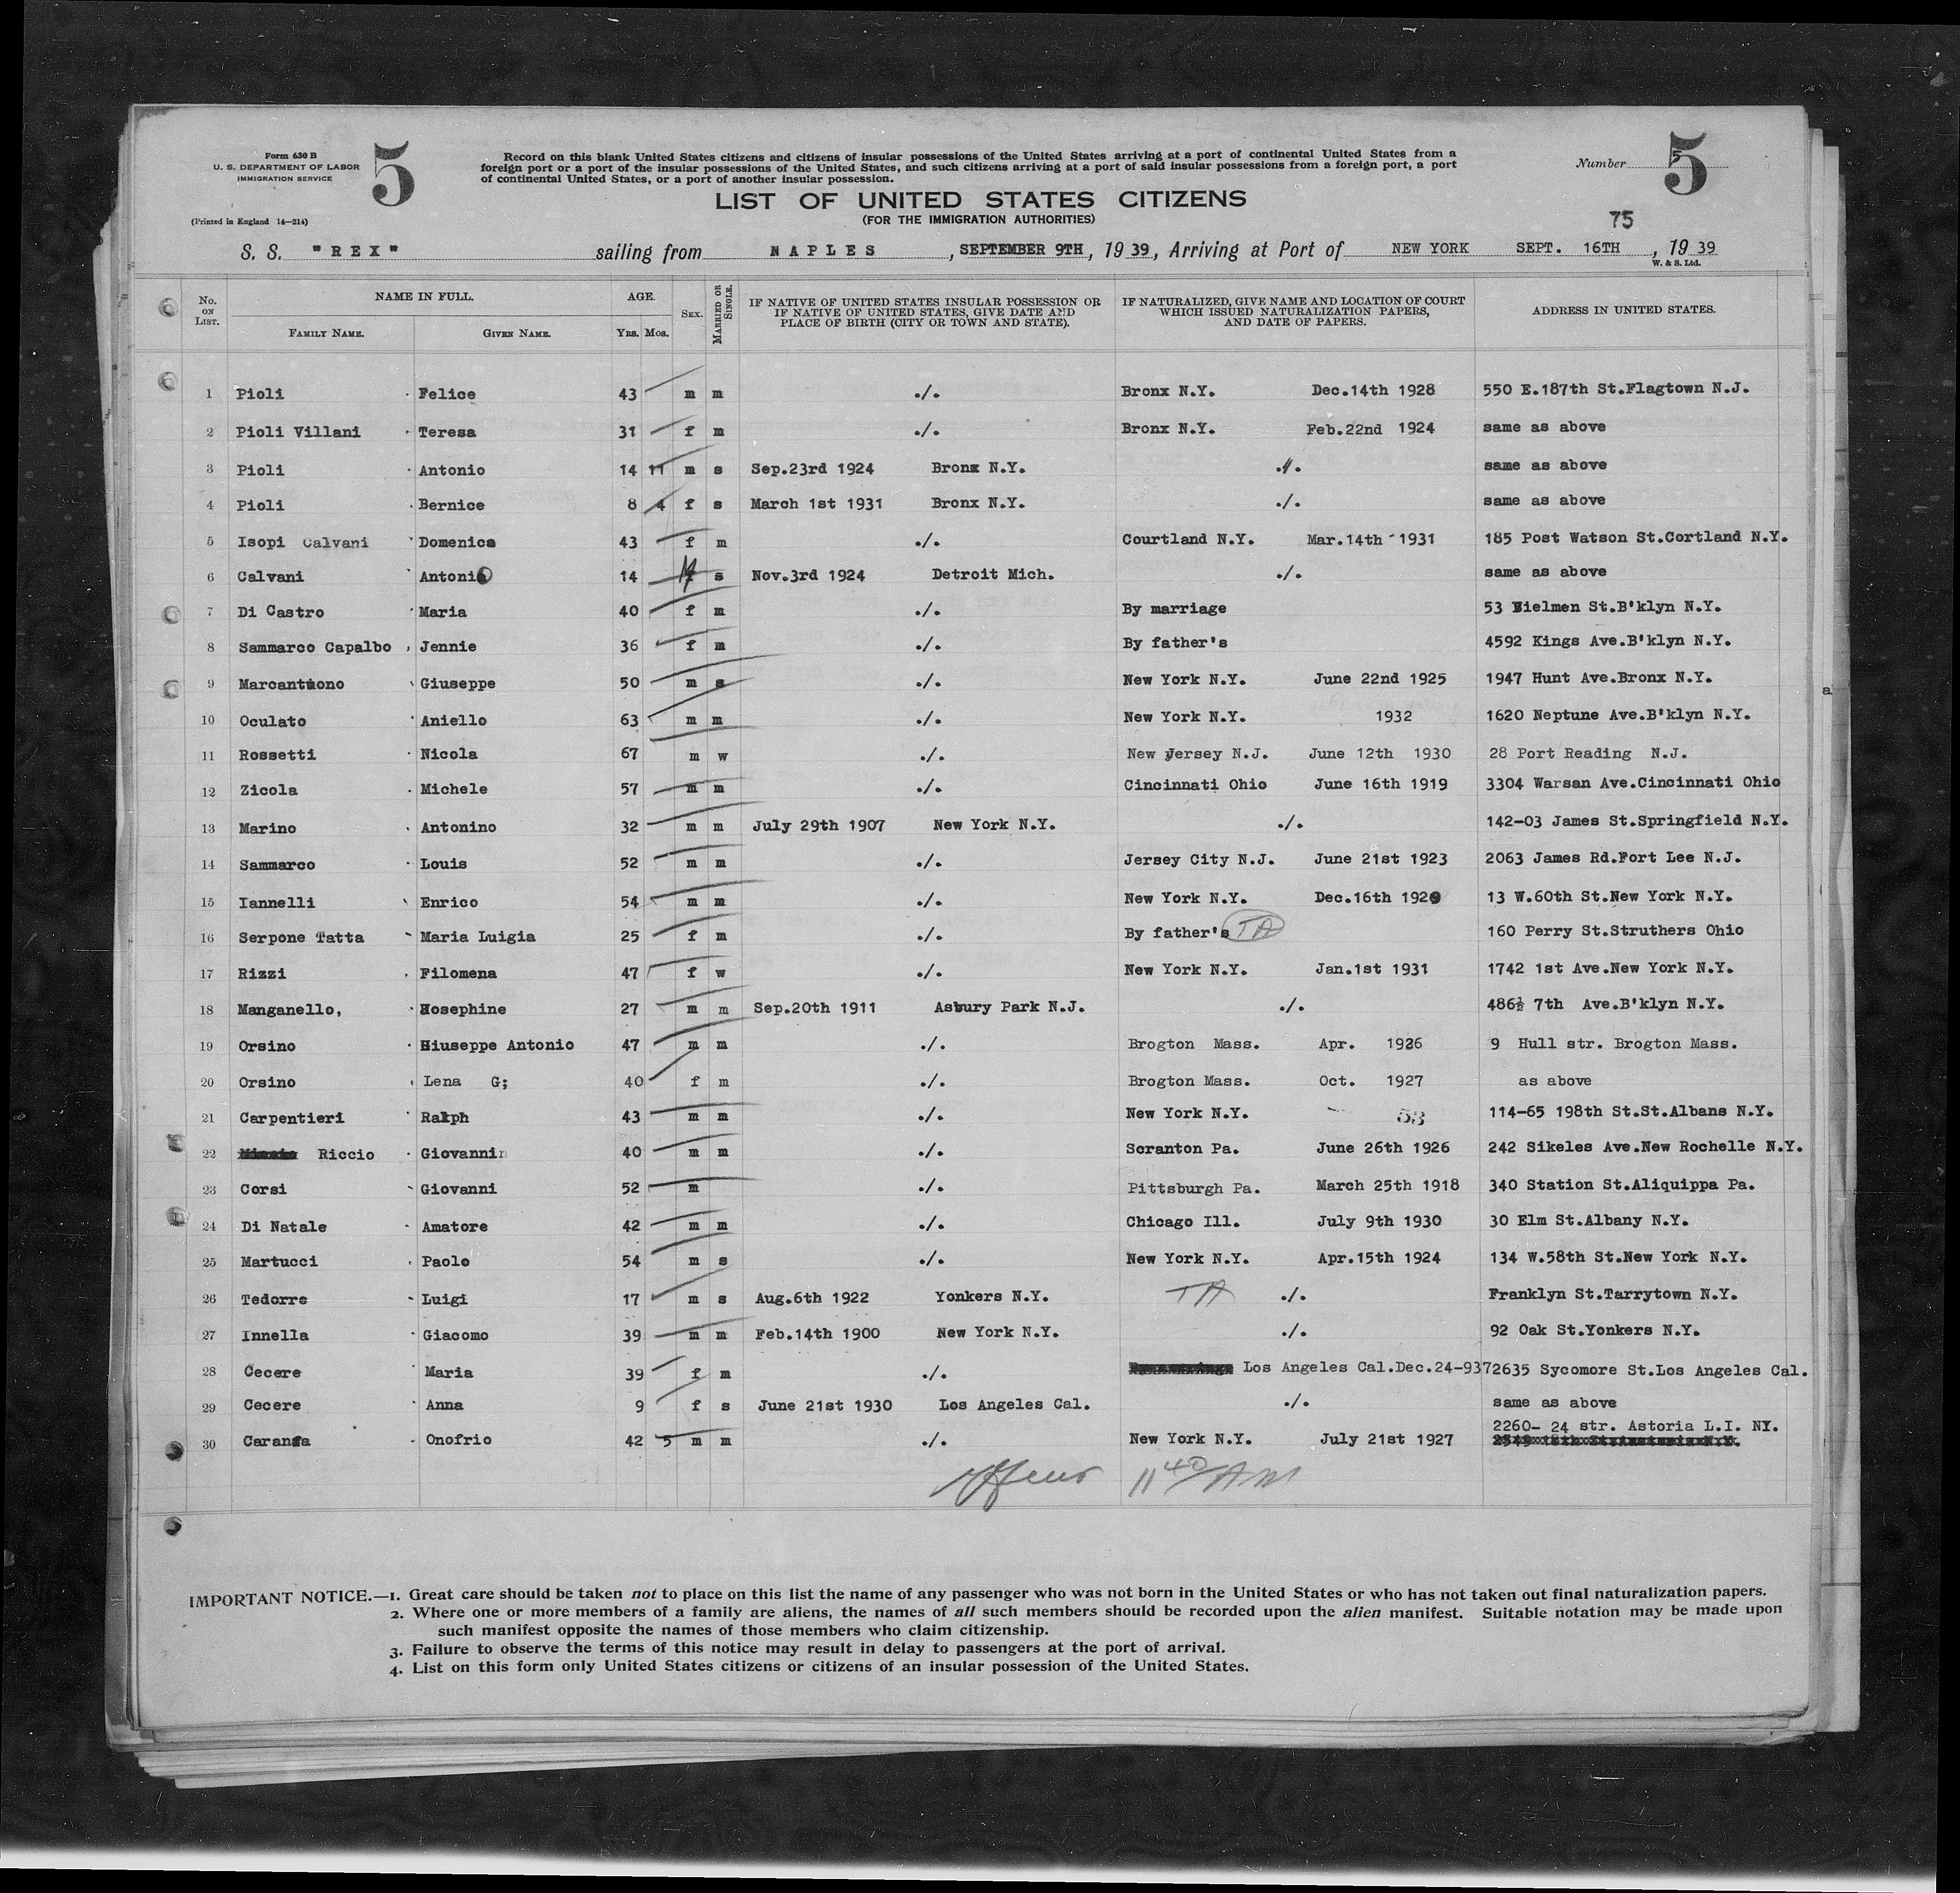 Form 630 B
U. S. DEPARTMENT OF LABOR
IMMIGRATION SERVICE
(Printed in England 14—214)
5
Record on this blank United States citizens and citizens of insular possessions of the United States arriving at a port of continental United States from a
foreign port or a port of the insular possessions of the United States, and such citizens arriving at a port of said insular possessions from a foreign port, a port
of continental United States, or a port of another insular possession.
Number 5
LIST OF UNITED STATES CITIZENS
(FOR THE IMMIGRATION AUTHORITIES)
75
S. S. "REX" sailing from NAPLES, SEPTEMBER 9TH, 1939, Arriving at Port of NEW YORK SEPT. 16TH, 1939
W. & S. Ltd.
No. ON LIST. NAME IN FULL. FAMILY NAME. GIVEN NAME. AGE. YRS. MOS. SEX. MARRIED OR SINGLE. IF NATIVE OF UNITED STATES INSULAR POSSESSION OR IF NATIVE OF UNITED STATES, GIVE DATE AND PLACE OF BIRTH (CITY OR TOWN AND STATE). IF NATURALIZED, GIVE NAME AND LOCATION OF COURT WHICH ISSUED NATURALIZATION PAPERS, AND DATE OF PAPERS. ADDRESS IN UNITED STATES.
1 Pioli Felice 43 m m ./. Bronx N.Y. Dec.14th 1928 550 E.187th St.Flagtown N.J.
2 Pioli Villani Teresa 31 f m ./. Bronx N.Y. Feb.22nd 1924 same as above
3 Pioli Antonio 14 11 m s Sep.23rd 1924 Bronx N.Y. ./. same as above
4 Pioli Bernice 8 4 f s March 1st 1931 Bronx N.Y. ./. same as above
5 Isopi Calvani Domenica 43 f m ./. Courtland N.Y. Mar.14th 1931 185 Post Watson St.Cortland N.Y.
6 Calvani Antonio 14 s Nov.3rd 1924 Detroit Mich. ./. same as above
7 Di Castro Maria 40 f m ./. By marriage 53 St.B'klyn N.Y.
8 Sammarco Capalbo Jennie 36 f m ./. By father's 4592 Kings Ave.B'klyn N.Y.
9 Marcantuono Giuseppe 50 m s ./. New York N.Y. June 22nd 1925 1947 Hunt Ave.Bronx N.Y.
10 Oculato Aniello 63 m m ./. New York N.Y. 1932 1620 Neptune Ave.B'klyn N.Y.
11 Rossetti Nicola 67 m w ./. New Jersey N.J. June 12th 1930 28 Port Reading N.J.
12 Zicola Michele 57 m m ./. Cincinnati Ohio June 16th 1919 3304 Warsan Ave.Cincinnati Ohio
13 Marino Antonino 32 m m July 29th 1907 New York N.Y. ./. 142-03 James St.Springfield N.Y.
14 Sammarco Louis 52 m m ./. Jersey City N.J. June 21st 1923 2063 James Rd.Fort Lee N.J.
15 Iannelli Enrico 54 m m ./. New York N.Y. Dec.16th 1929 13 W.60th St.New York N.Y.
16 Serpone Tatta Maria Luigia 25 f m ./. By father's TA 160 Perry St.Struthers Ohio
17 Rizzi Filomena 47 f w ./. New York N.Y. Jan.1st 1931 1742 1st Ave.New York N.Y.
18 Manganello, Hosephine 27 m m Sep.20th 1911 Asbury Park N.J. ./. 486½ 7th Ave.B'klyn N.Y.
19 Orsino Giuseppe Antonio 47 m m ./. Brogton Mass. Apr. 1926 9 Hull str. Brogton Mass.
20 Orsino Lena G; 40 f m ./. Brogton Mass. Oct. 1927 as above
21 Carpentieri Ralph 43 m m ./. New York N.Y. 33 114-65 198th St.St.Albans N.Y.
22 Riccio Giovannin 40 m m ./. Scranton Pa. June 26th 1926 242 Sikeles Ave.New Rochelle N.Y.
23 Corsi Giovanni 52 m ./. Pittsburgh Pa. March 25th 1918 340 Station St.Aliquippa Pa.
24 Di Natale Amatore 42 m m ./. Chicago Ill. July 9th 1930 30 Elm St.Albany N.Y.
25 Martucci Paolo 54 m s ./. New York N.Y. Apr.15th 1924 134 W.58th St.New York N.Y.
26 Tedorre Luigi 17 m s Aug.6th 1922 Yonkers N.Y. TA ./. Franklyn St.Tarrytown N.Y.
27 Innella Giacomo 39 m m Feb.14th 1900 New York N.Y. ./. 92 Oak St.Yonkers N.Y.
28 Cecere Maria 39 f m ./. Los Angeles Cal.Dec.24-937 2635 Sycomore St.Los Angeles Cal.
29 Cecere Anna 9 f s June 21st 1930 Los Angeles Cal. ./. same as above
30 Caranfa Onofrio 42 5 m m ./. New York N.Y. July 21st 1927 2260- 24 str. Astoria L.I. NY.
11 40 AM
IMPORTANT NOTICE.—1. Great care should be taken not to place on this list the name of any passenger who was not born in the United States or who has not taken out final naturalization papers.
2. Where one or more members of a family are aliens, the names of all such members should be recorded upon the alien manifest. Suitable notation may be made upon
such manifest opposite the names of those members who claim citizenship.
3. Failure to observe the terms of this notice may result in delay to passengers at the port of arrival.
4. List on this form only United States citizens or citizens of an insular possession of the United States.